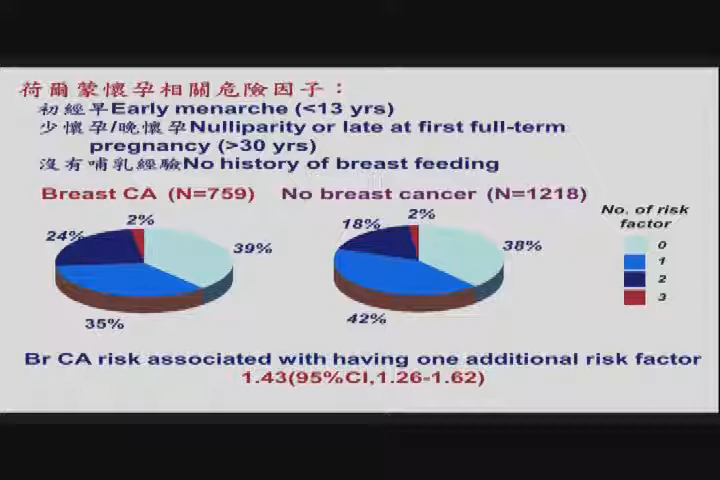 荷爾蒙懷孕相關危險因子：
初經早Early menarche (<13 yrs)
少懷孕/晚懷孕Nulliparity or late at first full-term
pregnancy (>30 yrs)
沒有哺乳經驗No history of breast feeding
Breast CA (N=759)
No breast cancer (N=1218)
2%
24%
39%
35%
2%
18%
38%
42%
No. of risk
factor
0
1
2
3
Br CA risk associated with having one additional risk factor
1.43(95%CI,1.26-1.62)